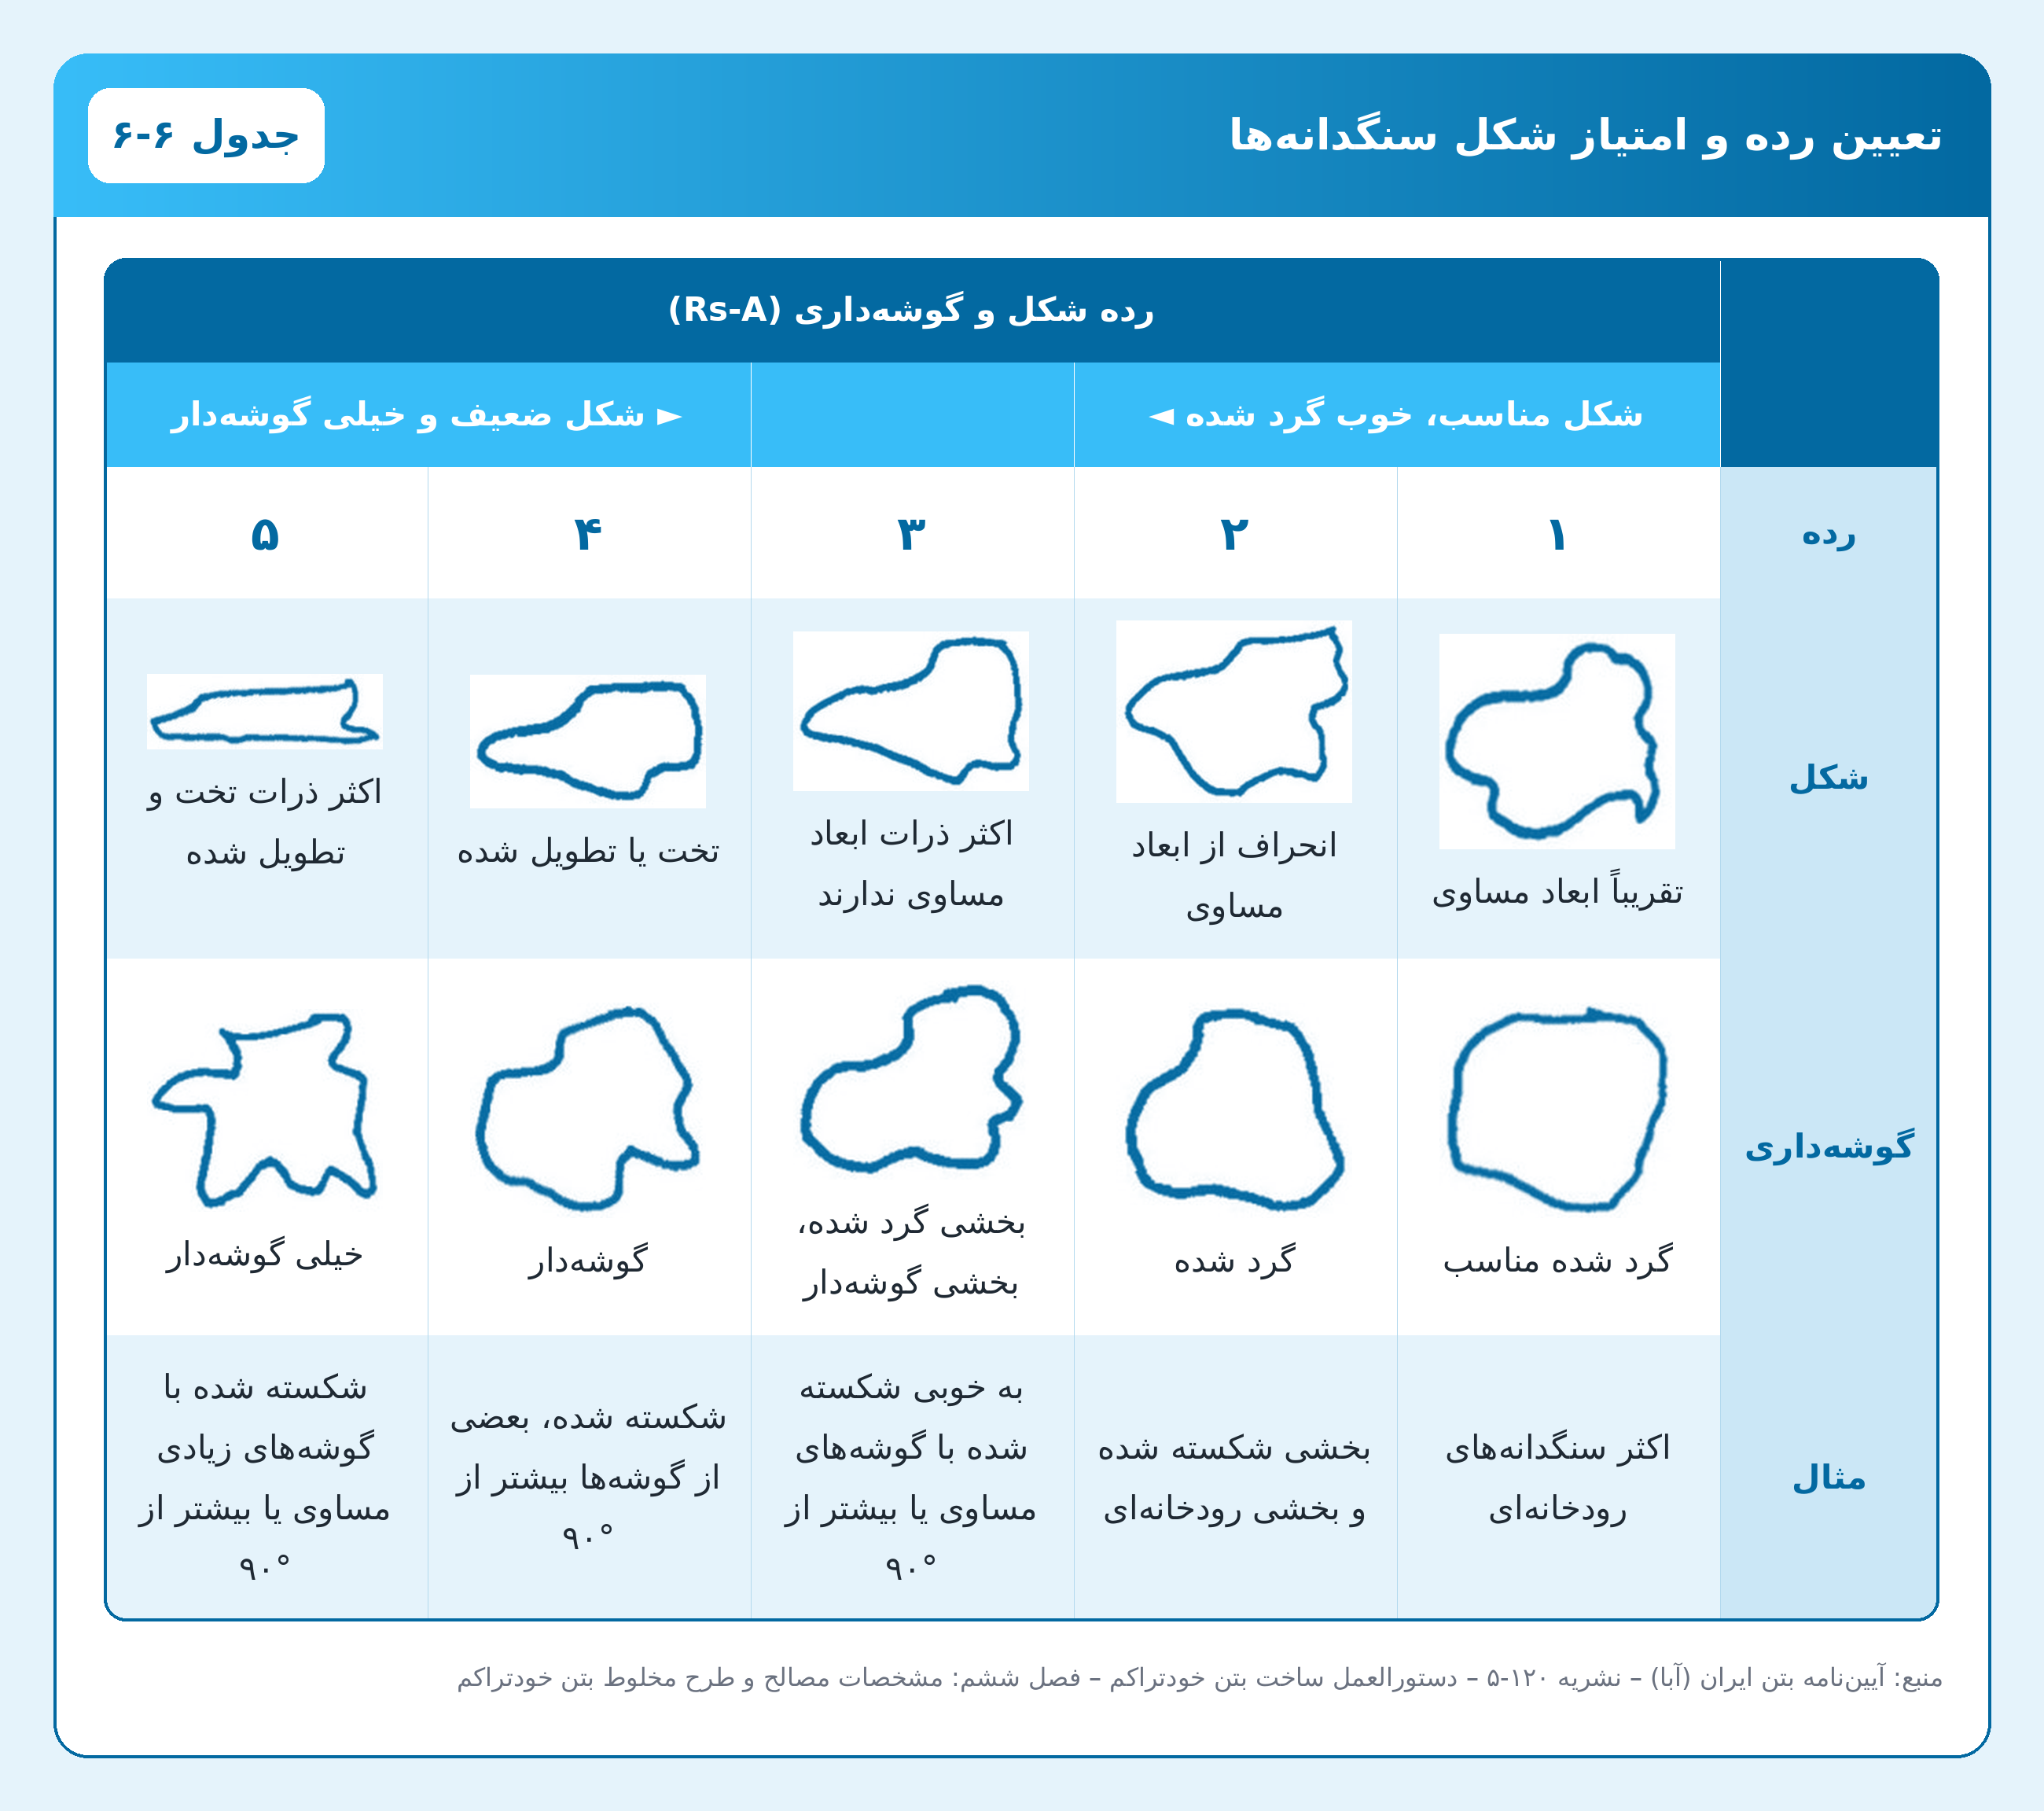 تعیین رده و امتیاز شکل سنگدانه‌ها
جدول ۶-۶
رده شکل و گوشه‌داری (Rs-A)
شکل مناسب، خوب گرد شده ◄
► شکل ضعیف و خیلی گوشه‌دار
رده
۱
۲
۳
۴
۵
شکل
تقریباً ابعاد مساوی
انحراف از ابعاد
مساوی
اکثر ذرات ابعاد
مساوی ندارند
تخت یا تطویل شده
اکثر ذرات تخت و
تطویل شده
گوشه‌داری
گرد شده مناسب
گرد شده
بخشی گرد شده،
بخشی گوشه‌دار
گوشه‌دار
خیلی گوشه‌دار
مثال
اکثر سنگدانه‌های
رودخانه‌ای
بخشی شکسته شده
و بخشی رودخانه‌ای
به خوبی شکسته
شده با گوشه‌های
مساوی یا بیشتر از
۹۰°
شکسته شده، بعضی
از گوشه‌ها بیشتر از
۹۰°
شکسته شده با
گوشه‌های زیادی
مساوی یا بیشتر از
۹۰°
منبع: آیین‌نامه بتن ایران (آبا) – نشریه ۱۲۰-۵ – دستورالعمل ساخت بتن خودتراکم – فصل ششم: مشخصات مصالح و طرح مخلوط بتن خودتراکم